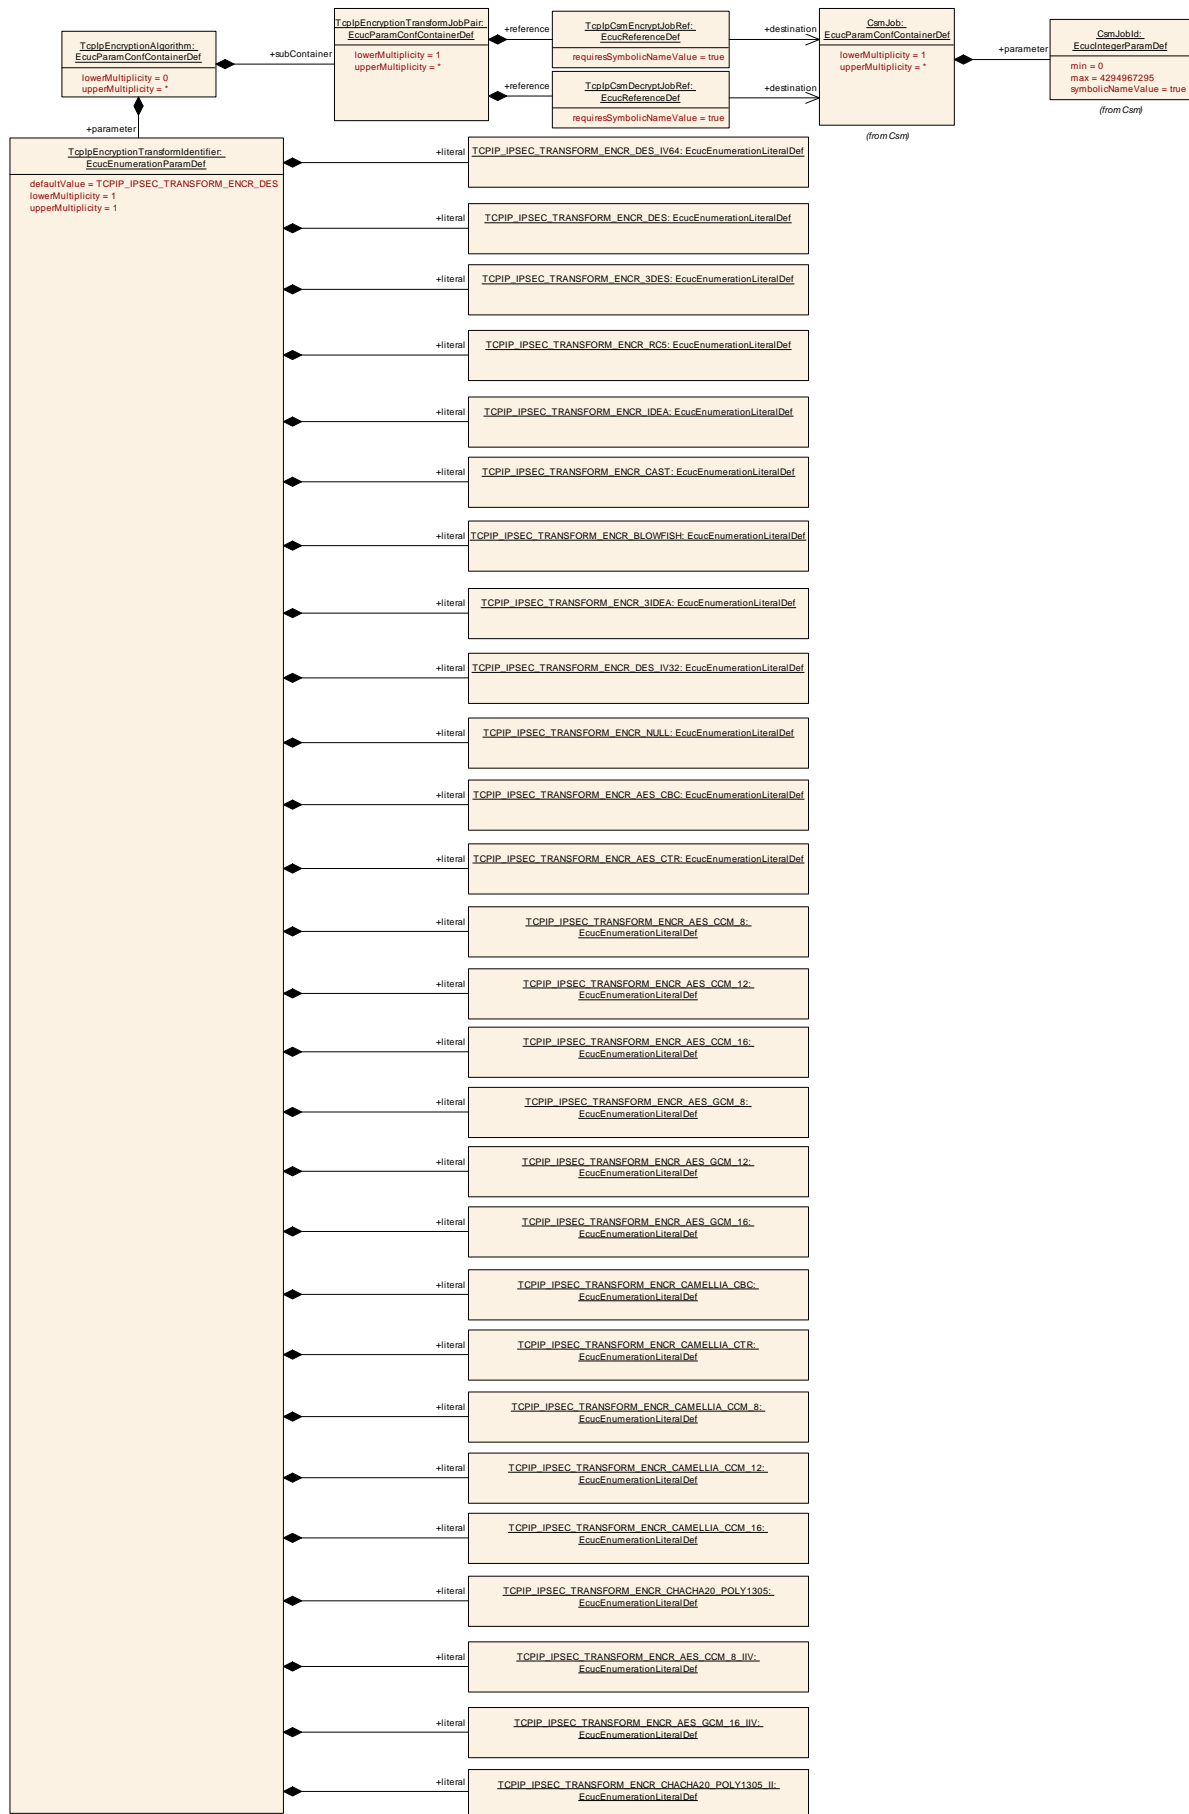 TcpIpEncryptionAlgorithm:
EcucParamConfContainerDef
lowerMultiplicity = 0
upperMultiplicity = *
+subContainer
TcpIpEncryptionTransformJobPair:
EcucParamConfContainerDef
lowerMultiplicity = 1
upperMultiplicity = *
+reference
TcpIpCsmEncryptJobRef:
EcucReferenceDef
requiresSymbolicNameValue = true
+destination
+reference
TcpIpCsmDecryptJobRef:
EcucReferenceDef
requiresSymbolicNameValue = true
+destination
CsmJob:
EcucParamConfContainerDef
lowerMultiplicity = 1
upperMultiplicity = *
(from Csm)
+parameter
CsmJobId:
EcucIntegerParamDef
min = 0
max = 4294967295
symbolicNameValue = true
(from Csm)
+parameter
TcpIpEncryptionTransformIdentifier:
EcucEnumerationParamDef
defaultValue = TCPIP_IPSEC_TRANSFORM_ENCR_DES
lowerMultiplicity = 1
upperMultiplicity = 1
+literal
TCPIP_IPSEC_TRANSFORM_ENCR_DES_IV64: EcucEnumerationLiteralDef
+literal
TCPIP_IPSEC_TRANSFORM_ENCR_DES: EcucEnumerationLiteralDef
+literal
TCPIP_IPSEC_TRANSFORM_ENCR_3DES: EcucEnumerationLiteralDef
+literal
TCPIP_IPSEC_TRANSFORM_ENCR_RC5: EcucEnumerationLiteralDef
+literal
TCPIP_IPSEC_TRANSFORM_ENCR_IDEA: EcucEnumerationLiteralDef
+literal
TCPIP_IPSEC_TRANSFORM_ENCR_CAST: EcucEnumerationLiteralDef
+literal
TCPIP_IPSEC_TRANSFORM_ENCR_BLOWFISH: EcucEnumerationLiteralDef
+literal
TCPIP_IPSEC_TRANSFORM_ENCR_3IDEA: EcucEnumerationLiteralDef
+literal
TCPIP_IPSEC_TRANSFORM_ENCR_DES_IV32: EcucEnumerationLiteralDef
+literal
TCPIP_IPSEC_TRANSFORM_ENCR_NULL: EcucEnumerationLiteralDef
+literal
TCPIP_IPSEC_TRANSFORM_ENCR_AES_CBC: EcucEnumerationLiteralDef
+literal
TCPIP_IPSEC_TRANSFORM_ENCR_AES_CTR: EcucEnumerationLiteralDef
+literal
TCPIP_IPSEC_TRANSFORM_ENCR_AES_CCM_8:
EcucEnumerationLiteralDef
+literal
TCPIP_IPSEC_TRANSFORM_ENCR_AES_CCM_12:
EcucEnumerationLiteralDef
+literal
TCPIP_IPSEC_TRANSFORM_ENCR_AES_CCM_16:
EcucEnumerationLiteralDef
+literal
TCPIP_IPSEC_TRANSFORM_ENCR_AES_GCM_8:
EcucEnumerationLiteralDef
+literal
TCPIP_IPSEC_TRANSFORM_ENCR_AES_GCM_12:
EcucEnumerationLiteralDef
+literal
TCPIP_IPSEC_TRANSFORM_ENCR_AES_GCM_16:
EcucEnumerationLiteralDef
+literal
TCPIP_IPSEC_TRANSFORM_ENCR_CAMELLIA_CBC:
EcucEnumerationLiteralDef
+literal
TCPIP_IPSEC_TRANSFORM_ENCR_CAMELLIA_CTR:
EcucEnumerationLiteralDef
+literal
TCPIP_IPSEC_TRANSFORM_ENCR_CAMELLIA_CCM_8:
EcucEnumerationLiteralDef
+literal
TCPIP_IPSEC_TRANSFORM_ENCR_CAMELLIA_CCM_12:
EcucEnumerationLiteralDef
+literal
TCPIP_IPSEC_TRANSFORM_ENCR_CAMELLIA_CCM_16:
EcucEnumerationLiteralDef
+literal
TCPIP_IPSEC_TRANSFORM_ENCR_CHACHA20_POLY1305:
EcucEnumerationLiteralDef
+literal
TCPIP_IPSEC_TRANSFORM_ENCR_AES_CCM_8_IIV:
EcucEnumerationLiteralDef
+literal
TCPIP_IPSEC_TRANSFORM_ENCR_AES_GCM_16_IIV:
EcucEnumerationLiteralDef
+literal
TCPIP_IPSEC_TRANSFORM_ENCR_CHACHA20_POLY1305_II:
EcucEnumerationLiteralDef